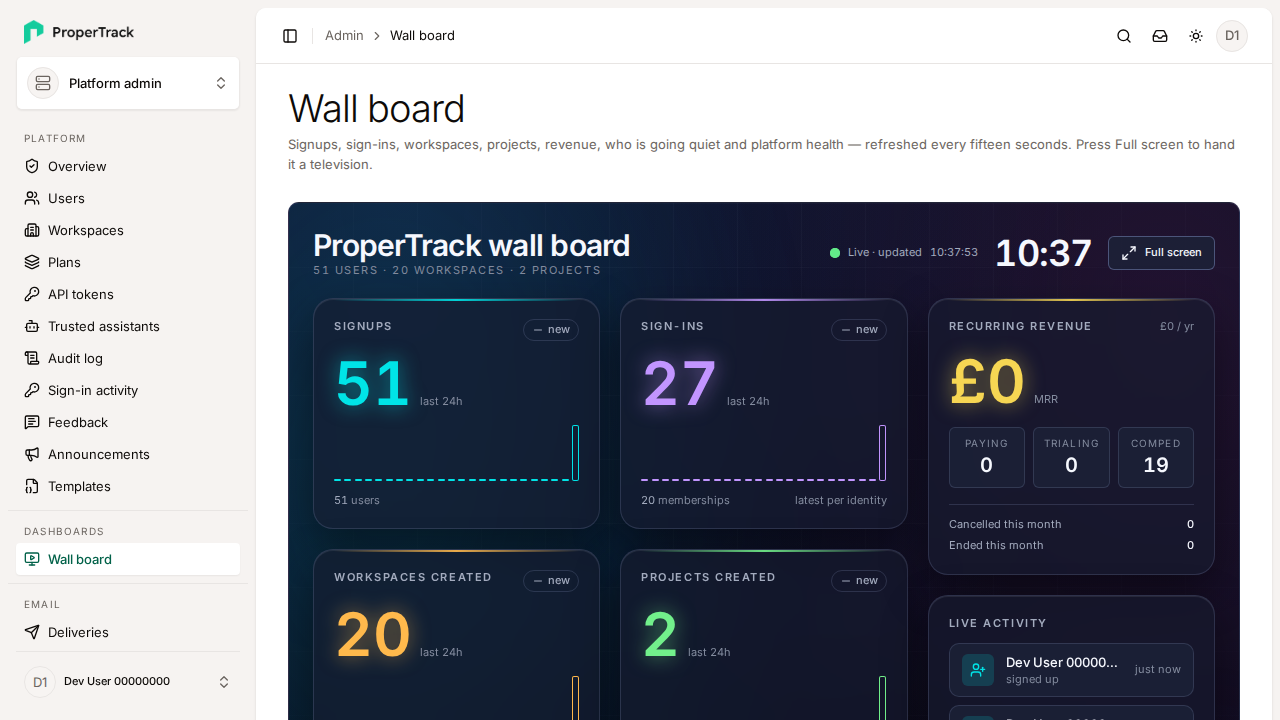 ProperTrack
Platform admin
PLATFORM
Overview
Users
Workspaces
Plans
API tokens
Trusted assistants
Audit log
Sign-in activity
Feedback
Announcements
Templates
DASHBOARDS
Wall board
EMAIL
Deliveries
D1
Dev User 00000000
Admin
Wall board
D1
Wall board
Signups, sign-ins, workspaces, projects, revenue, who is going quiet and platform health — refreshed every fifteen seconds. Press Full screen to hand
it a television.
ProperTrack wall board
51 USERS · 20 WORKSPACES · 2 PROJECTS
Live · updated 10:37:53
10:37
Full screen
SIGNUPS
— new
51 last 24h
51 users
SIGN-INS
— new
27 last 24h
20 memberships
latest per identity
RECURRING REVENUE
£0 / yr
£0 MRR
PAYING
0
TRIALING
0
COMPED
19
Cancelled this month 0
Ended this month 0
WORKSPACES CREATED
— new
20 last 24h
PROJECTS CREATED
— new
2 last 24h
LIVE ACTIVITY
Dev User 00000...
signed up
just now